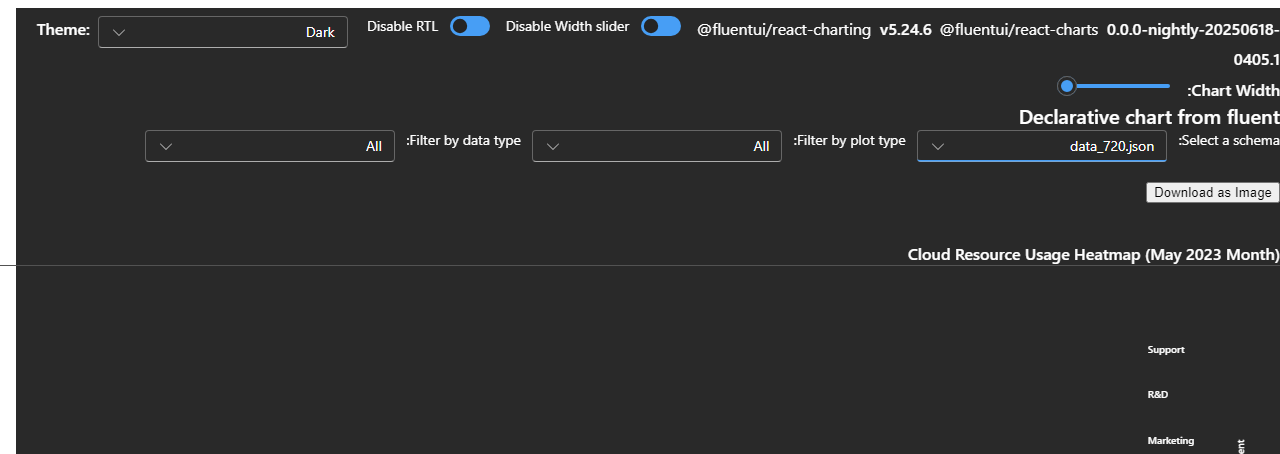 Theme: Dark Disable RTL Disable Width slider @fluentui/react-charting v5.24.6 @fluentui/react-charts 0.0.0-nightly-20250618-
0405.1
:Chart Width
Declarative chart from fluent
:Select a schema data_720.json :Filter by plot type All :Filter by data type All
Download as Image
Cloud Resource Usage Heatmap (May 2023 Month)
Support
R&D
Marketing